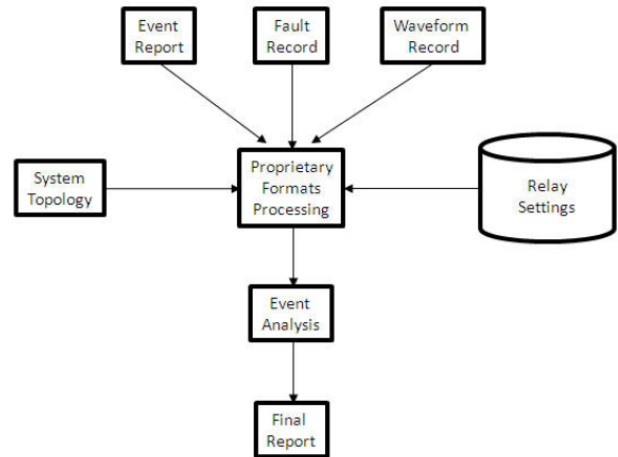 Event
Report
Fault
Record
Waveform
Record
System
Topology
Proprietary
Formats
Processing
Relay
Settings
Event
Analysis
Final
Report